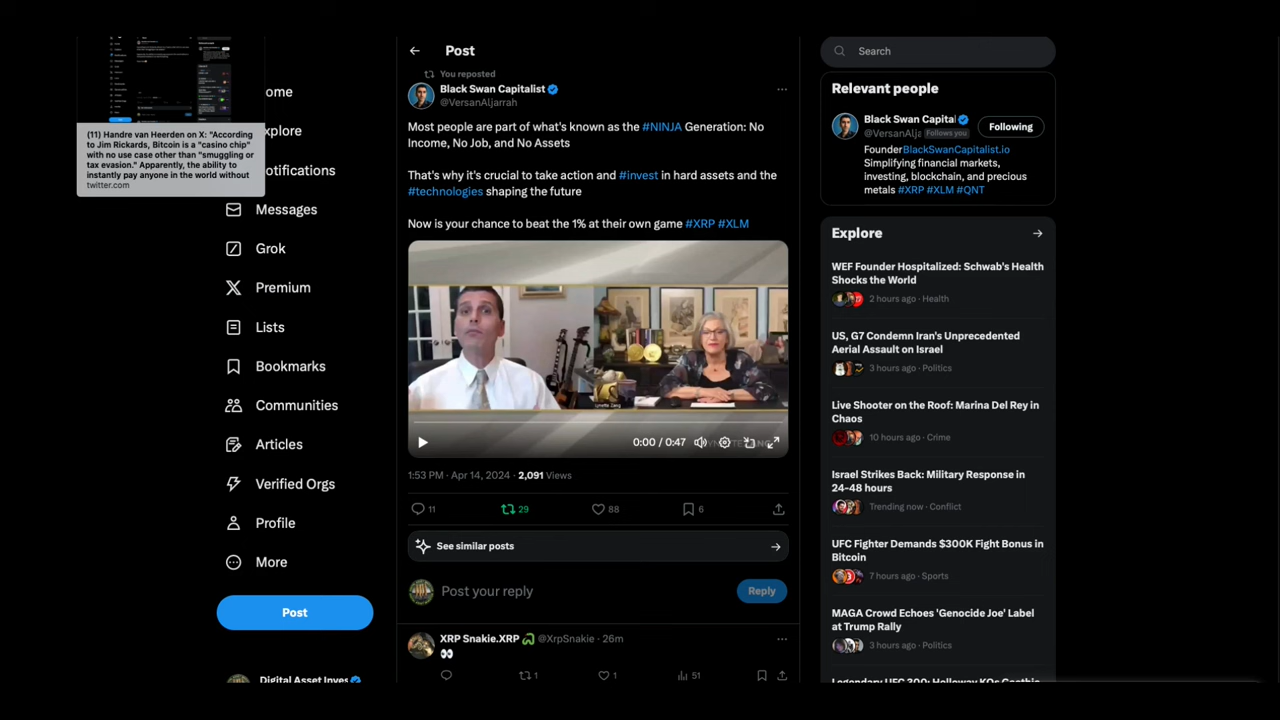 (11) Handre van Heerden on X: "According
to Jim Rickards, Bitcoin is a "casino chip"
with no use case other than "smuggling or
tax evasion." Apparently, the ability to
instantly pay anyone in the world without
twitter.com
ome
xplore
otifications
Messages
Grok
Premium
Lists
Bookmarks
Communities
Articles
Verified Orgs
Profile
More
Post
Digital Asset Inves
Post
You reposted
Black Swan Capitalist
@VersanAljarrah
Most people are part of what's known as the #NINJA Generation: No
Income, No Job, and No Assets
That's why it's crucial to take action and #invest in hard assets and the
#technologies shaping the future
Now is your chance to beat the 1% at their own game #XRP #XLM
Lynette Zang
0:00 / 0:47
1:53 PM · Apr 14, 2024 · 2,091 Views
11 29 88 6
See similar posts
Post your reply
Reply
XRP Snakie.XRP @XrpSnakie · 26m
1 1 51
Search
Relevant people
Black Swan Capital
@VersanAlja Follows you
Following
FounderBlackSwanCapitalist.io
Simplifying financial markets,
investing, blockchain, and precious
metals #XRP #XLM #QNT
Explore
WEF Founder Hospitalized: Schwab's Health
Shocks the World
2 hours ago · Health
US, G7 Condemn Iran's Unprecedented
Aerial Assault on Israel
3 hours ago · Politics
Live Shooter on the Roof: Marina Del Rey in
Chaos
10 hours ago · Crime
Israel Strikes Back: Military Response in
24-48 hours
Trending now · Conflict
UFC Fighter Demands $300K Fight Bonus in
Bitcoin
7 hours ago · Sports
MAGA Crowd Echoes 'Genocide Joe' Label
at Trump Rally
3 hours ago · Politics
Legendary UFC 300: Holloway KOs Gaethje